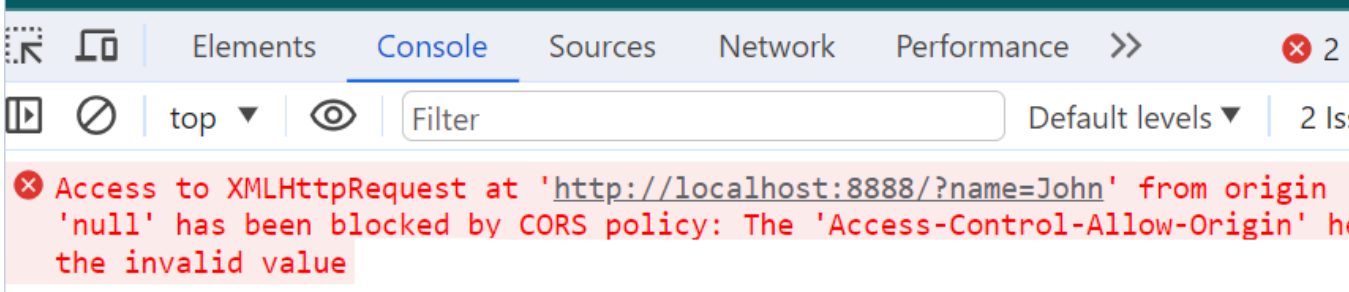 Elements Console Sources Network Performance 2
top Filter Default levels 2
Access to XMLHttpRequest at 'http://localhost:8888/?name=John' from origin
'null' has been blocked by CORS policy: The 'Access-Control-Allow-Origin'
the invalid value